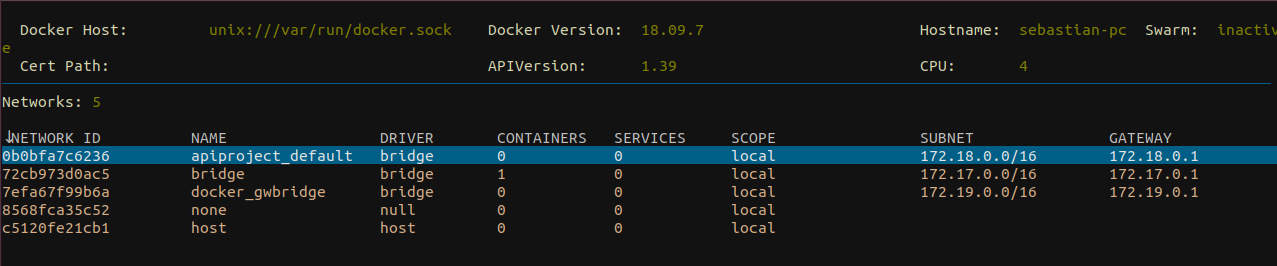 Docker Host: unix:///var/run/docker.sock Docker Version: 18.09.7 Hostname: sebastian-pc Swarm: inactiv
e
Cert Path: APIVersion: 1.39 CPU: 4
Networks: 5
↓NETWORK ID NAME DRIVER CONTAINERS SERVICES SCOPE SUBNET GATEWAY
0b0bfa7c6236 apiproject_default bridge 0 0 local 172.18.0.0/16 172.18.0.1
72cb973d0ac5 bridge bridge 1 0 local 172.17.0.0/16 172.17.0.1
7efa67f99b6a docker_gwbridge bridge 0 0 local 172.19.0.0/16 172.19.0.1
8568fca35c52 none null 0 0 local
c5120fe21cb1 host host 0 0 local